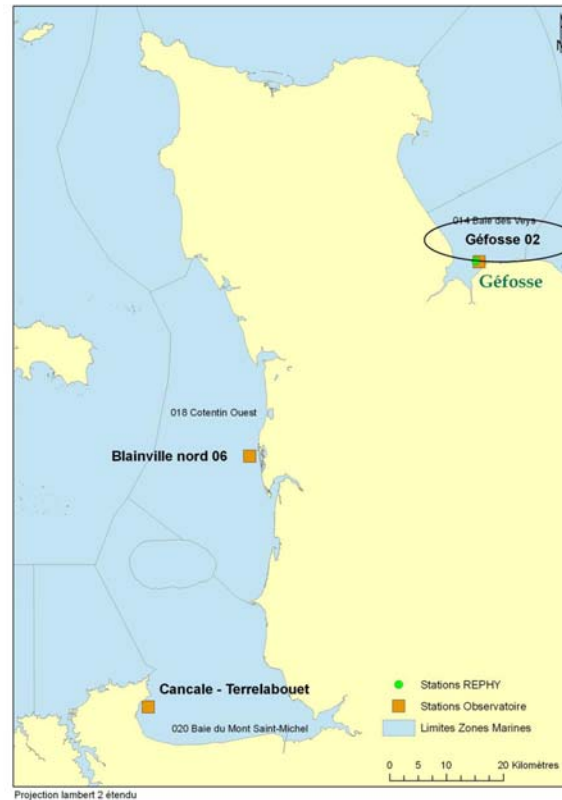 N
014 Baie des Veys
Géfosse 02
Géfosse
018 Cotentin Ouest
Blainville nord 06
Cancale - Terrelabouet
020 Baie du Mont Saint-Michel
Stations REPHY
Stations Observatoire
Limites Zones Marines
0 5 10 20 Kilomètres
Projection lambert 2 étendu